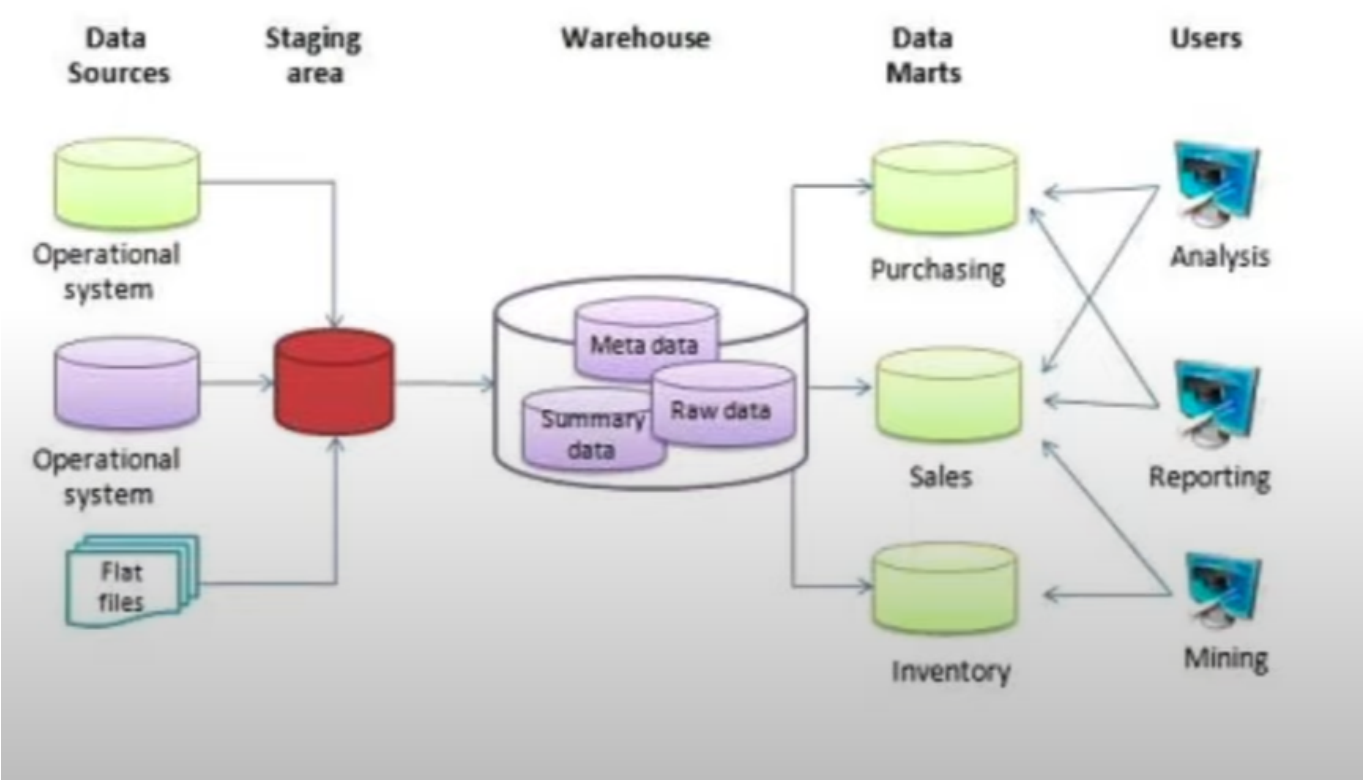 Data
Sources
Staging
area
Warehouse
Data
Marts
Users
Operational
system
Operational
system
Flat
files
Meta data
Summary
data
Raw data
Purchasing
Sales
Inventory
Analysis
Reporting
Mining